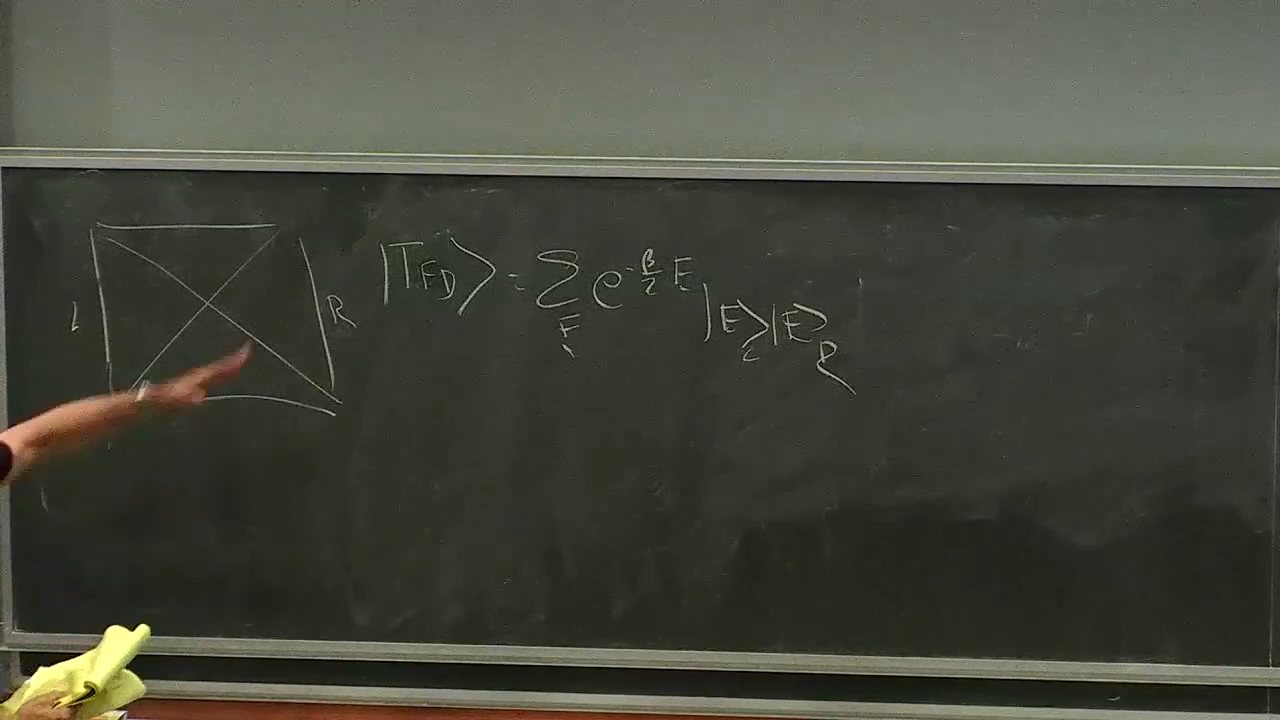 L
R
|TFD⟩ = Σ_E e^{-β/2 E} |E⟩_L |E⟩_R